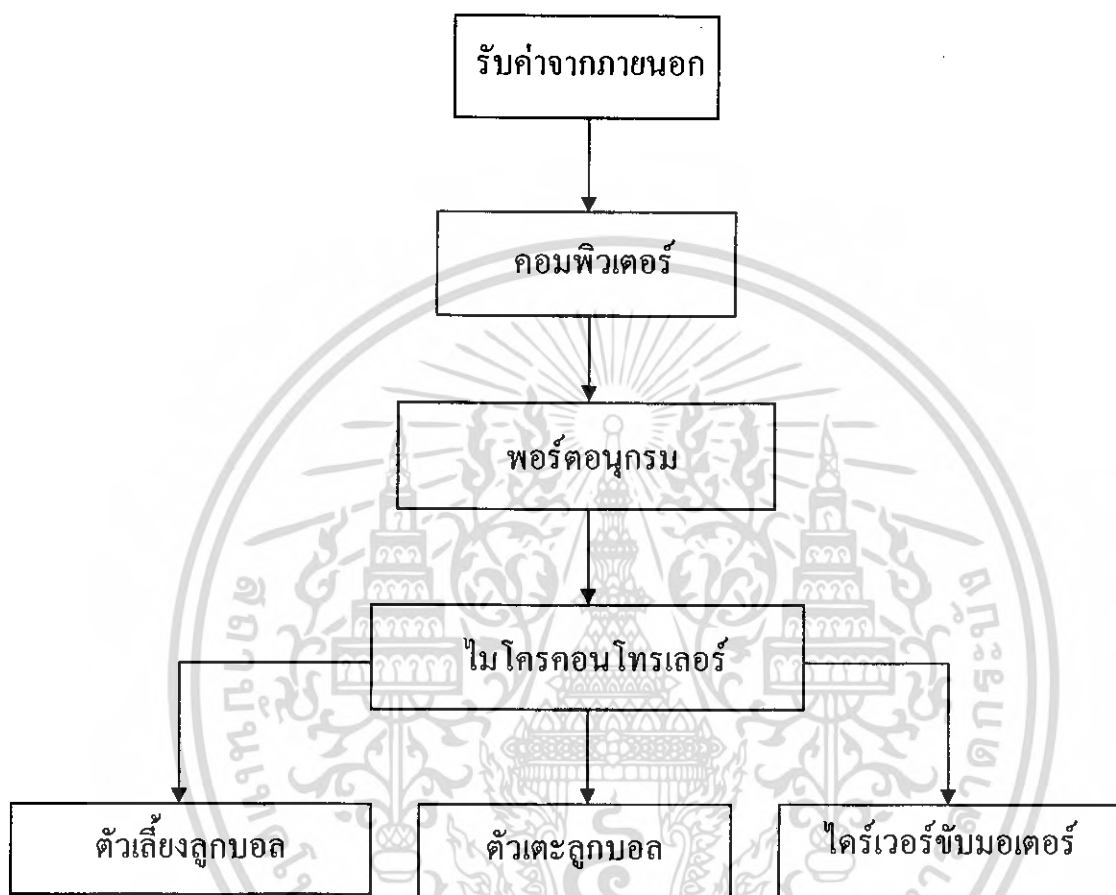 รับค่าจากภายนอก
คอมพิวเตอร์
พอร์ตอนุกรม
ไมโครคอนโทรเลอร์
ตัวเลี้ยงลูกบอล
ตัวเตะลูกบอล
ไดร์เวอร์ขับมอเตอร์